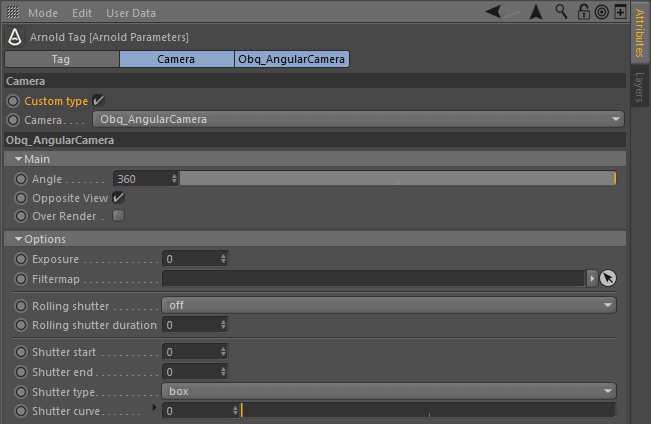 Mode Edit User Data
Arnold Tag [Arnold Parameters]
Tag Camera Obq_AngularCamera
Camera
Custom type
Camera. . . . Obq_AngularCamera
Obq_AngularCamera
Main
Angle . . . . . . . 360
Opposite View
Over Render .
Options
Exposure . . . . . . . . . . . . . 0
Filtermap . . . . . . . . . . . . .
Rolling shutter . . . . . . . . off
Rolling shutter duration 0
Shutter start . . . . . . . . . . 0
Shutter end . . . . . . . . . . . 0
Shutter type. . . . . . . . . . . box
Shutter curve. . . . . . 0
Attributes
Layers